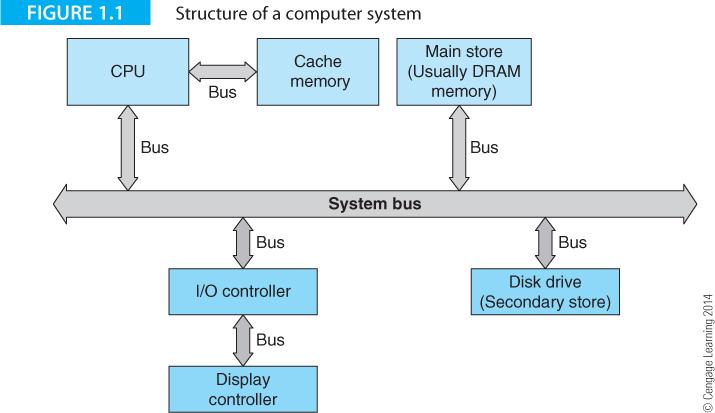 FIGURE 1.1 Structure of a computer system
CPU
Bus
Cache
memory
Main store
(Usually DRAM
memory)
Bus
Bus
System bus
Bus
Bus
I/O controller
Disk drive
(Secondary store)
Bus
Display
controller
© Cengage Learning 2014